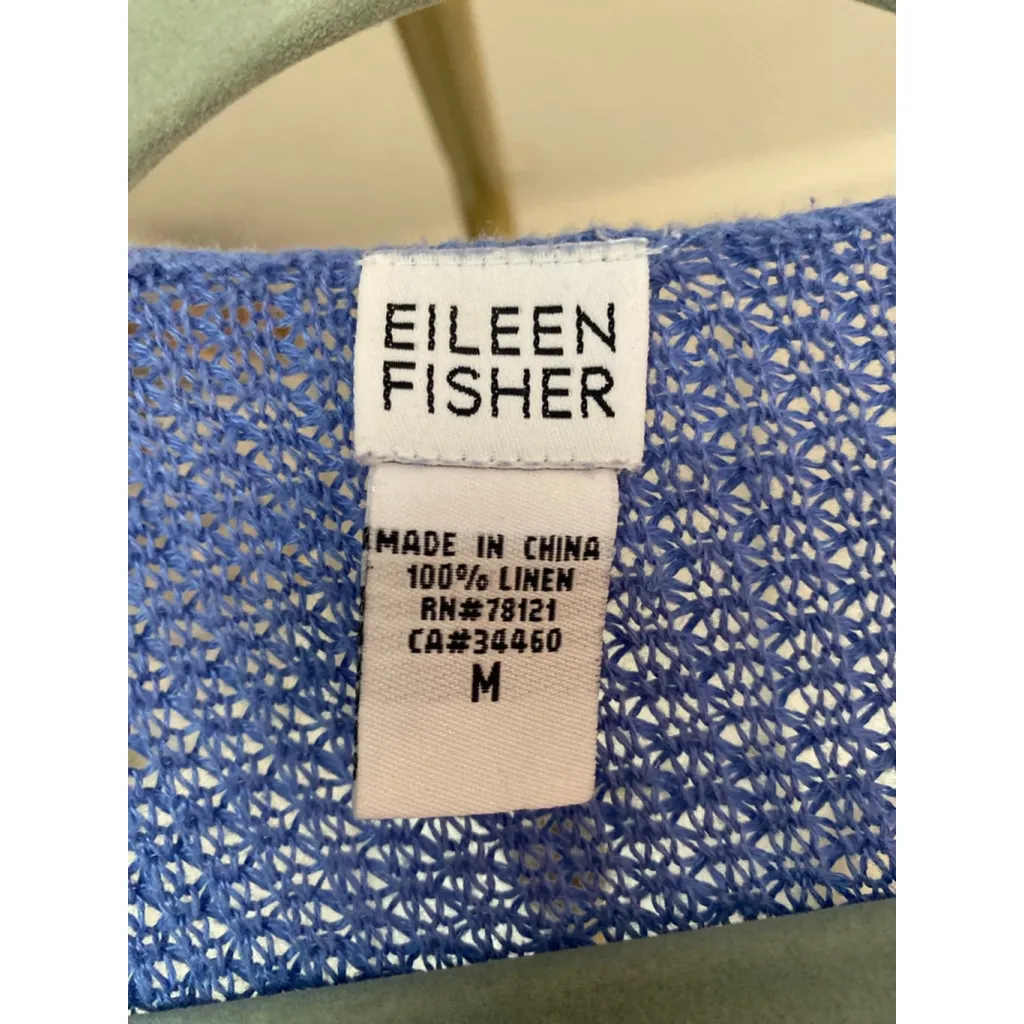 EILEEN
FISHER
MADE IN CHINA
100% LINEN
RN#78121
CA#34460
M